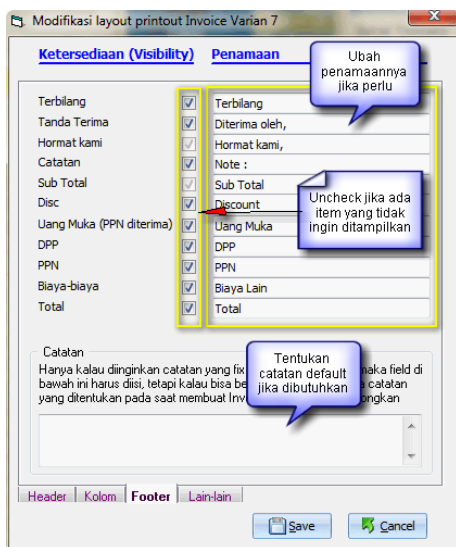 Modifikasi layout printout Invoice Varian 7
Ketersediaan (Visibility) Penamaan
Ubah
penamaannya
jika perlu
Terbilang Terbilang
Tanda Terima Diterima oleh,
Hormat kami Hormat kami,
Catatan Note :
Sub Total Sub Total
Disc Discount
Uang Muka (PPN diterima) Uang Muka
DPP DPP
PPN PPN
Biaya-biaya Biaya Lain
Total Total
Uncheck jika ada
item yang tidak
ingin ditampilkan
Catatan
Hanya kalau diinginkan catatan yang fix maka field di
bawah ini harus diisi, tetapi kalau bisa catatan
yang ditentukan pada saat membuat
Tentukan
catatan default
jika dibutuhkan
Header Kolom Footer Lain-lain
Save Cancel